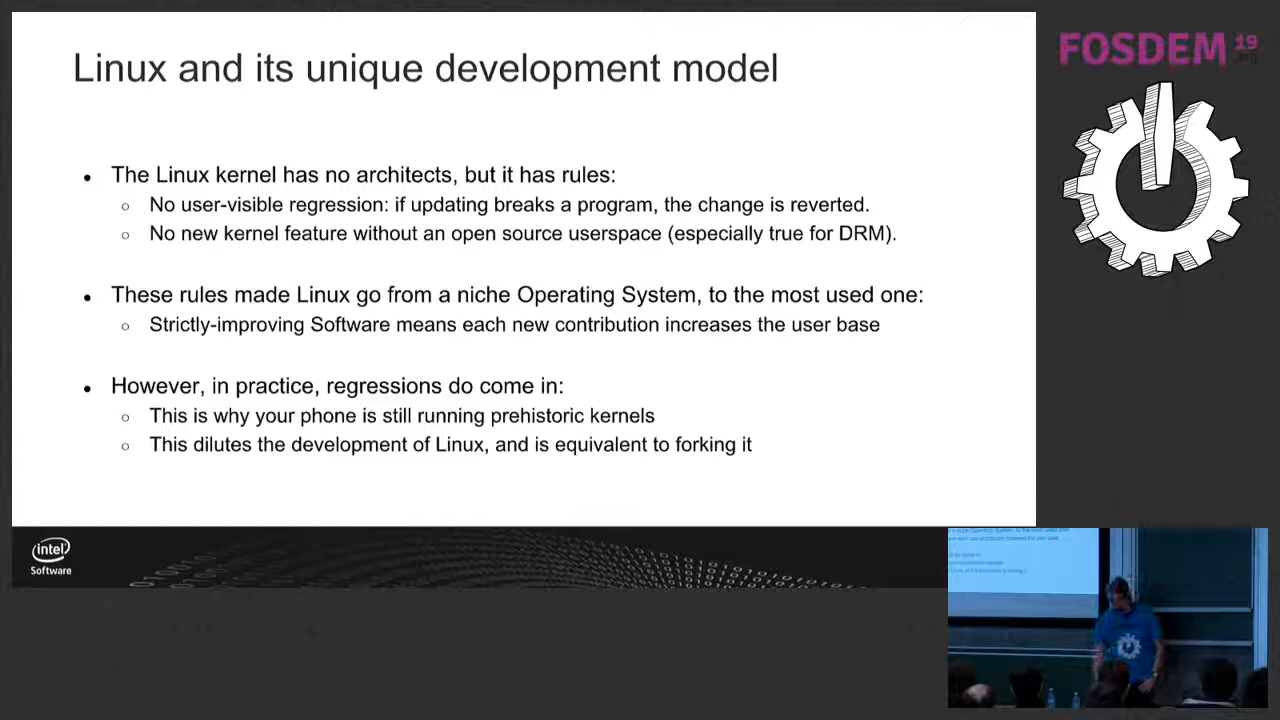 Linux and its unique development model
FOSDEM 19
.org
• The Linux kernel has no architects, but it has rules:
○ No user-visible regression: if updating breaks a program, the change is reverted.
○ No new kernel feature without an open source userspace (especially true for DRM).
• These rules made Linux go from a niche Operating System, to the most used one:
○ Strictly-improving Software means each new contribution increases the user base
• However, in practice, regressions do come in:
○ This is why your phone is still running prehistoric kernels
○ This dilutes the development of Linux, and is equivalent to forking it
intel
Software